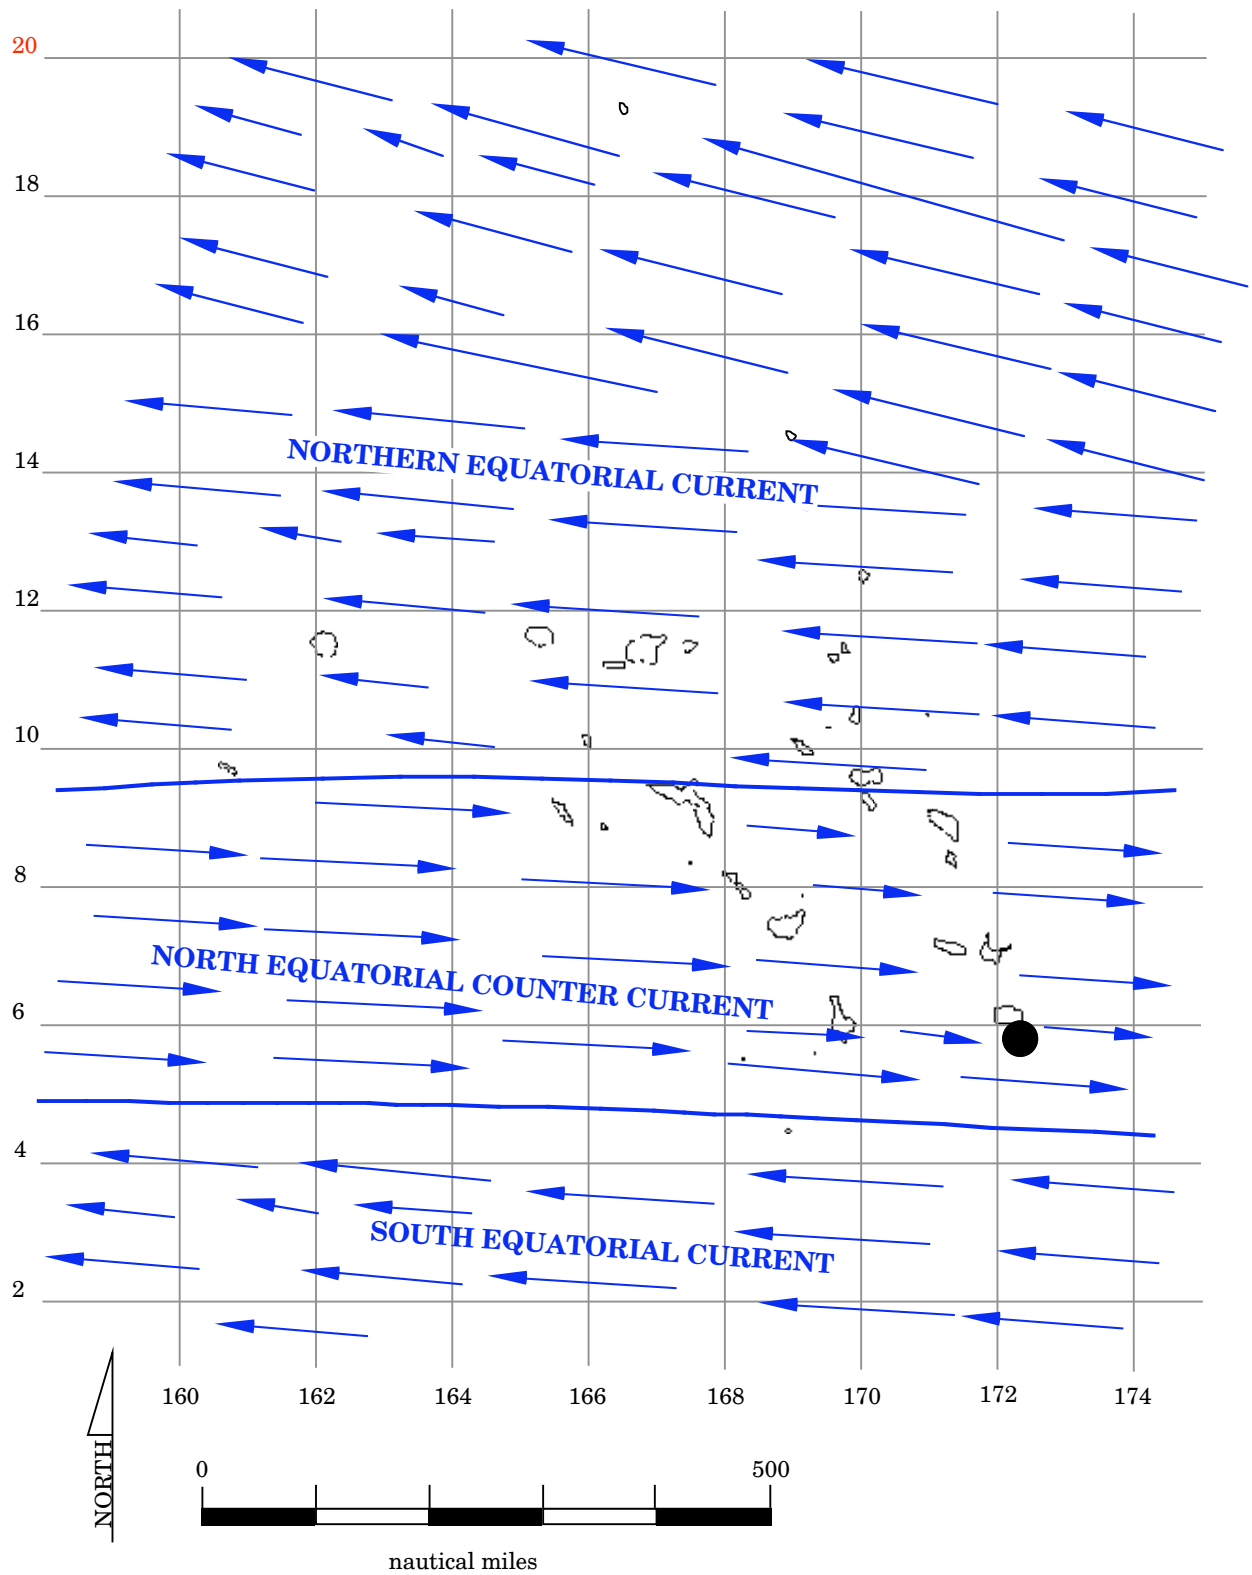 20
18
16
NORTHERN EQUATORIAL CURRENT
14
12
10
8
NORTH EQUATORIAL COUNTER CURRENT
6
4
SOUTH EQUATORIAL CURRENT
2
160 162 164 166 168 170 172 174
NORTH
0 500
nautical miles